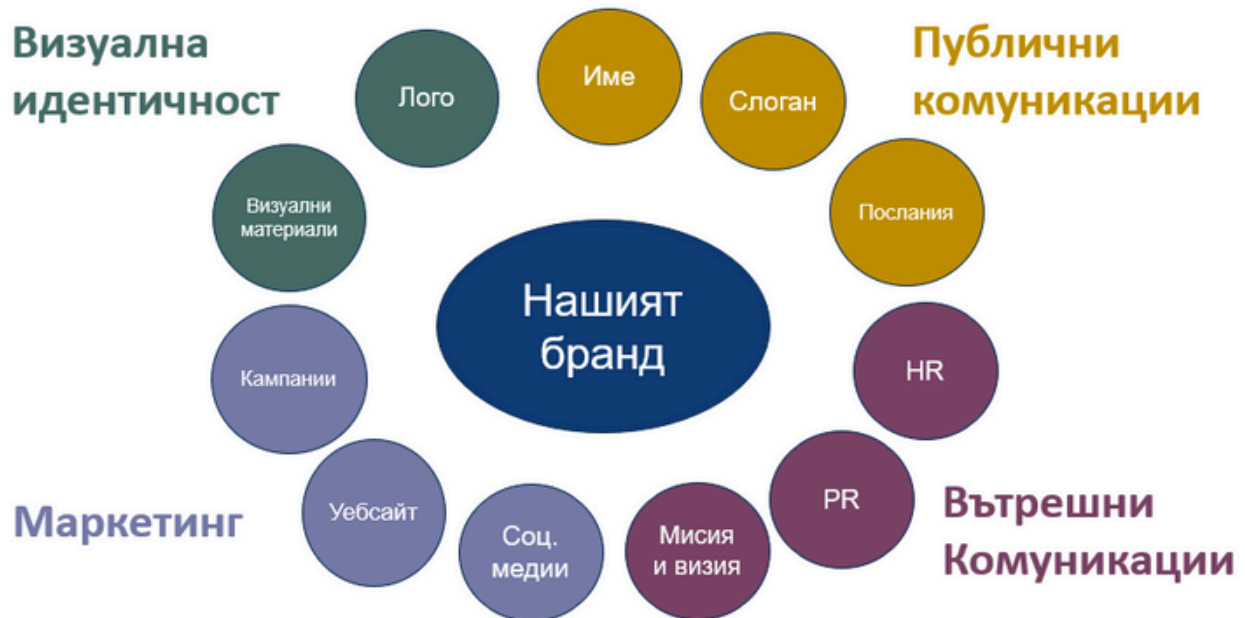 Визуална
идентичност
Публични
комуникации
Лого
Име
Слоган
Визуални
материали
Послания
Нашият
бранд
Кампании
HR
Уебсайт
PR
Соц.
медии
Мисия
и визия
Маркетинг
Вътрешни
Комуникации